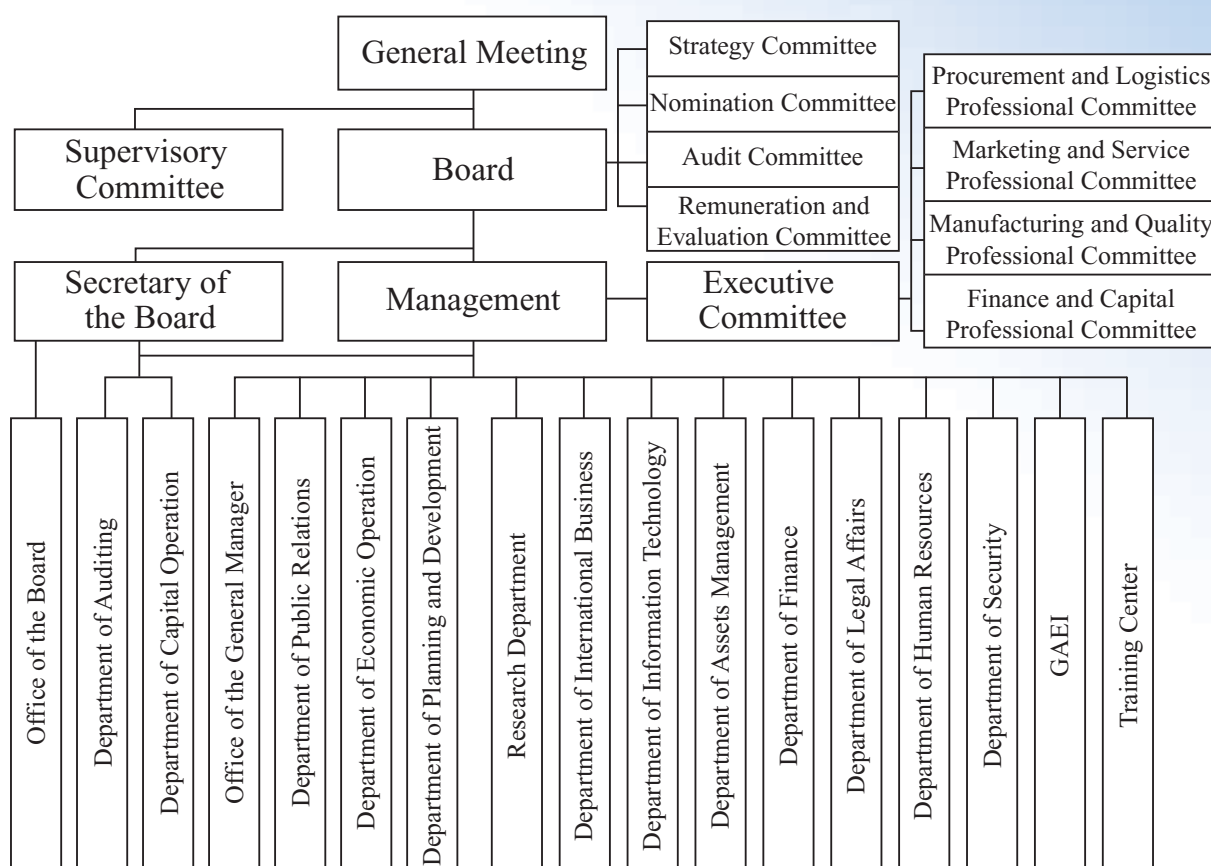 General Meeting
Strategy Committee
Nomination Committee
Audit Committee
Remuneration and
Evaluation Committee
Procurement and Logistics
Professional Committee
Marketing and Service
Professional Committee
Manufacturing and Quality
Professional Committee
Finance and Capital
Professional Committee
Supervisory
Committee
Board
Secretary of
the Board
Management
Executive
Committee
Office of the Board
Department of Auditing
Department of Capital Operation
Office of the General Manager
Department of Public Relations
Department of Economic Operation
Department of Planning and Development
Research Department
Department of International Business
Department of Information Technology
Department of Assets Management
Department of Finance
Department of Legal Affairs
Department of Human Resources
Department of Security
GAEI
Training Center